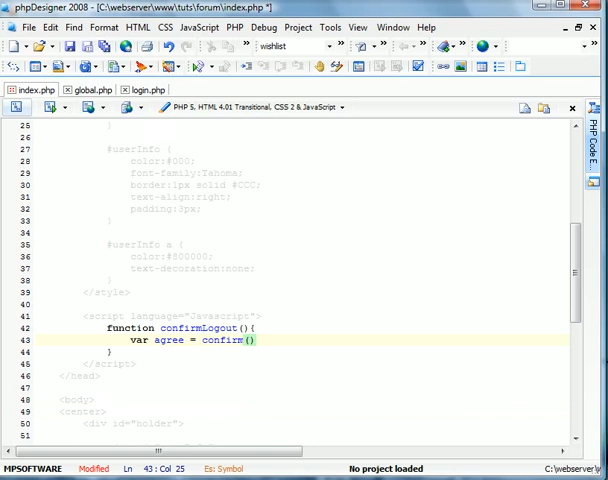 phpDesigner 2008 - [C:\webserver\www\tuts\forum\index.php *]
File Edit Find Format HTML CSS JavaScript PHP Debug Project Tools Window Help
wishlist
index.php global.php login.php
PHP 5, HTML 4.01 Transitional, CSS 2 & JavaScript
25 }
26
27 #userInfo {
28 color:#000;
29 font-family:Tahoma;
30 border:1px solid #CCC;
31 text-align:right;
32 padding:3px;
33 }
34
35 #userInfo a {
36 color:#800000;
37 text-decoration:none;
38 }
39 </style>
40
41 <script language="Javascript">
42 function confirmLogout(){
43 var agree = confirm()
44 }
45 </script>
46 </head>
47
48 <body>
49 <center>
50 <div id="holder">
51
PHP Code E
MPSOFTWARE Modified Ln 43 : Col 25 Es: Symbol No project loaded C:\webserver\w